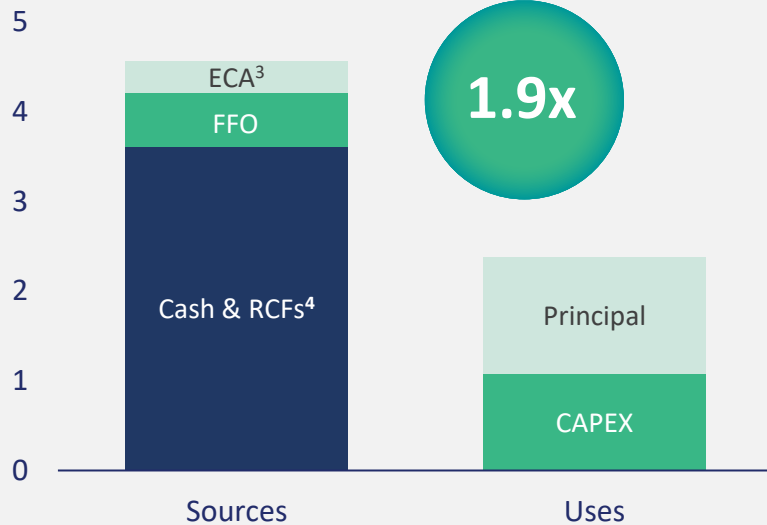 5
4
3
2
1
0
ECA³
FFO
Cash & RCFs⁴
1.9x
Principal
CAPEX
Sources
Uses